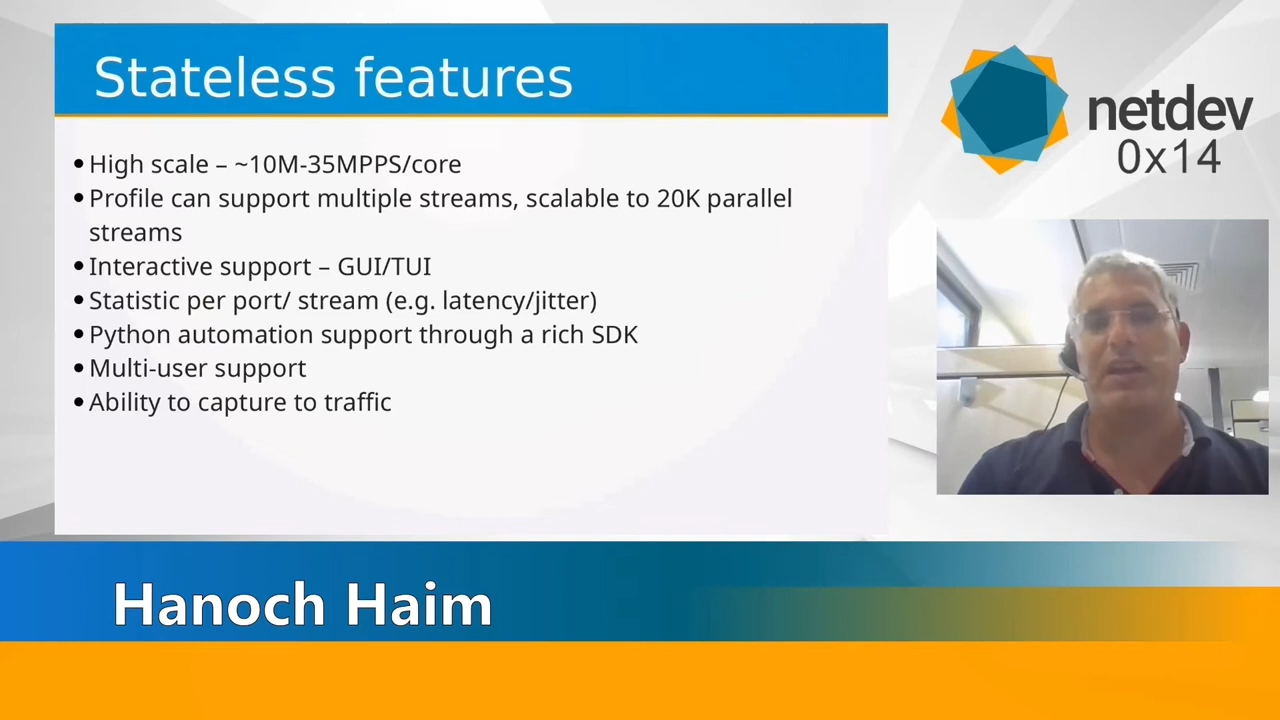 Stateless features
● High scale – ~10M-35MPPS/core
● Profile can support multiple streams, scalable to 20K parallel
streams
● Interactive support – GUI/TUI
● Statistic per port/ stream (e.g. latency/jitter)
● Python automation support through a rich SDK
● Multi-user support
● Ability to capture to traffic
netdev
0x14
Hanoch Haim